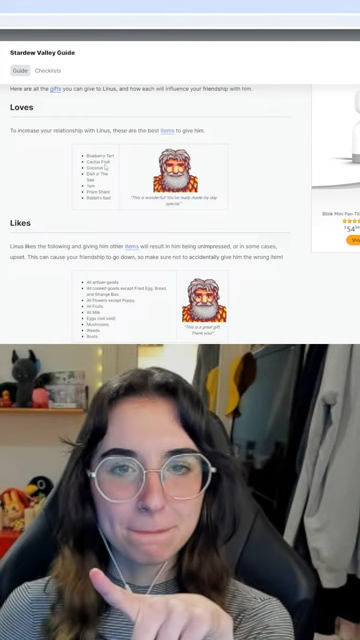 Stardew Valley Guide
Guide Checklists
Here are all the gifts you can give to Linus, and how each will influence your friendship with him.
Loves
To increase your relationship with Linus, these are the best items to give him.
Blueberry Tart
Cactus Fruit
Coconut
Dish o' The
Sea
Yam
Prism Shard
Rabbit's foot
"This is wonderful! You've really made my day
special."
Likes
Linus likes the following and giving him other items will result in him being unimpressed, or in some cases,
upset. This can cause your friendship to go down, so make sure not to accidentally give him the wrong item!
All artisan goods
All cooked goods except Fried Egg, Bread,
and Strange Bun
All Flowers except Poppy
All Fruits
All Milk
Eggs (not void)
Mushrooms
Weeds
Roots
"This is a great gift.
Thank you!"
Blink Mini Pan-Tilt
$54